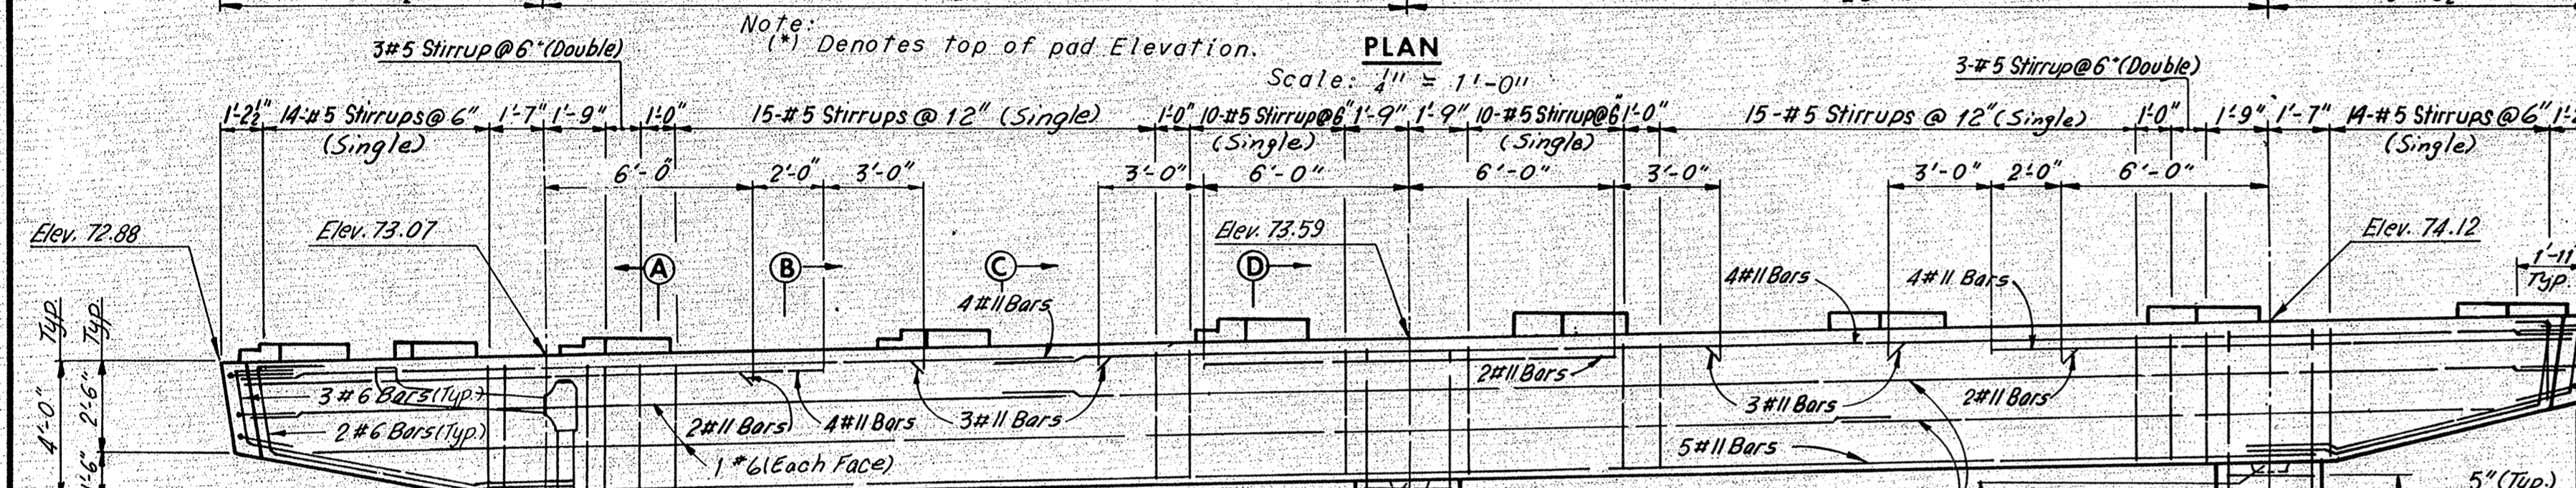 Note:
(*) Denotes top of pad Elevation.
PLAN
Scale: 1/4" = 1'-0"
3#5 Stirrup @ 6" (Double)
3-#5 Stirrup @ 6" (Double)
1'-2½" 14-#5 Stirrups @ 6" 1'-7" 1'-9" 1'-0" 15-#5 Stirrups @ 12" (Single) 1'-0" 10-#5 Stirrup@6" 1'-9" 1'-9" 10-#5 Stirrup@6" 1'-0" 15-#5 Stirrups @ 12" (Single) 1'-0" 1'-9" 1'-7" 14-#5 Stirrups @ 6"
(Single) (Single) (Single) (Single)
6'-0" 2'-0" 3'-0" 3'-0" 6'-0" 6'-0" 3'-0" 3'-0" 2'-0" 6'-0"
Elev. 72.88
Elev. 73.07
Elev. 73.59
Elev. 74.12
A
B
C
D
1'-11
Typ.
4#11 Bars
4#11 Bars
4#11 Bars
Typ
Typ
4'-0"
2'-6"
1'-6"
3#6 Bars (Typ.)
2#6 Bars (Typ.)
2#11 Bars
4#11 Bars
3#11 Bars
2#11 Bars
3#11 Bars
2#11 Bars
1 #6 (Each Face)
5#11 Bars
5" (Typ.)